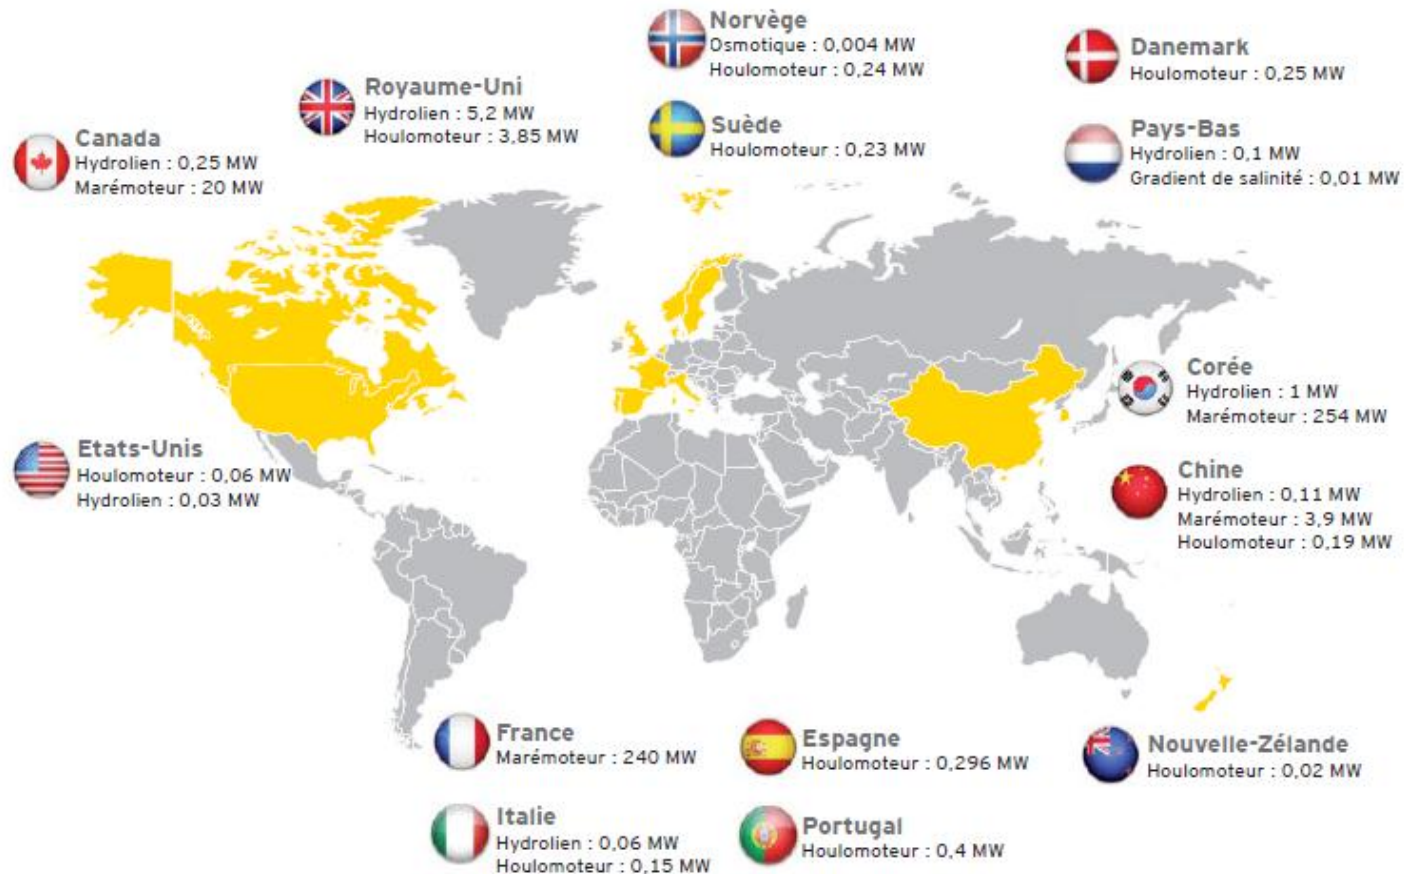 Norvège
Osmotique : 0,004 MW
Houlomoteur : 0,24 MW
Danemark
Houlomoteur : 0,25 MW
Royaume-Uni
Hydrolien : 5,2 MW
Houlomoteur : 3,85 MW
Suède
Houlomoteur : 0,23 MW
Pays-Bas
Hydrolien : 0,1 MW
Gradient de salinité : 0,01 MW
Canada
Hydrolien : 0,25 MW
Marémoteur : 20 MW
Corée
Hydrolien : 1 MW
Marémoteur : 254 MW
Etats-Unis
Houlomoteur : 0,06 MW
Hydrolien : 0,03 MW
Chine
Hydrolien : 0,11 MW
Marémoteur : 3,9 MW
Houlomoteur : 0,19 MW
France
Marémoteur : 240 MW
Espagne
Houlomoteur : 0,296 MW
Nouvelle-Zélande
Houlomoteur : 0,02 MW
Italie
Hydrolien : 0,06 MW
Houlomoteur : 0,15 MW
Portugal
Houlomoteur : 0,4 MW